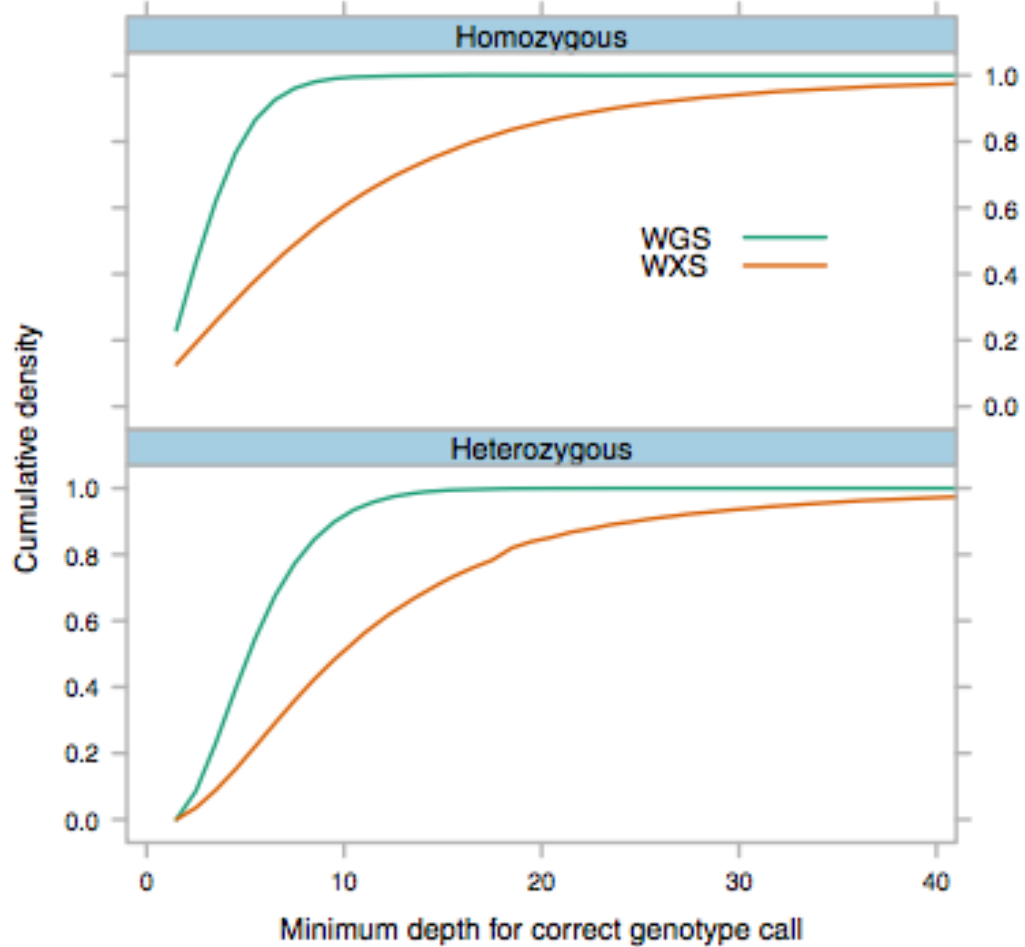 Homozygous
1.0
0.8
0.6
0.4
0.2
0.0
WGS
WXS
Cumulative density
Heterozygous
1.0
0.8
0.6
0.4
0.2
0.0
0 10 20 30 40
Minimum depth for correct genotype call